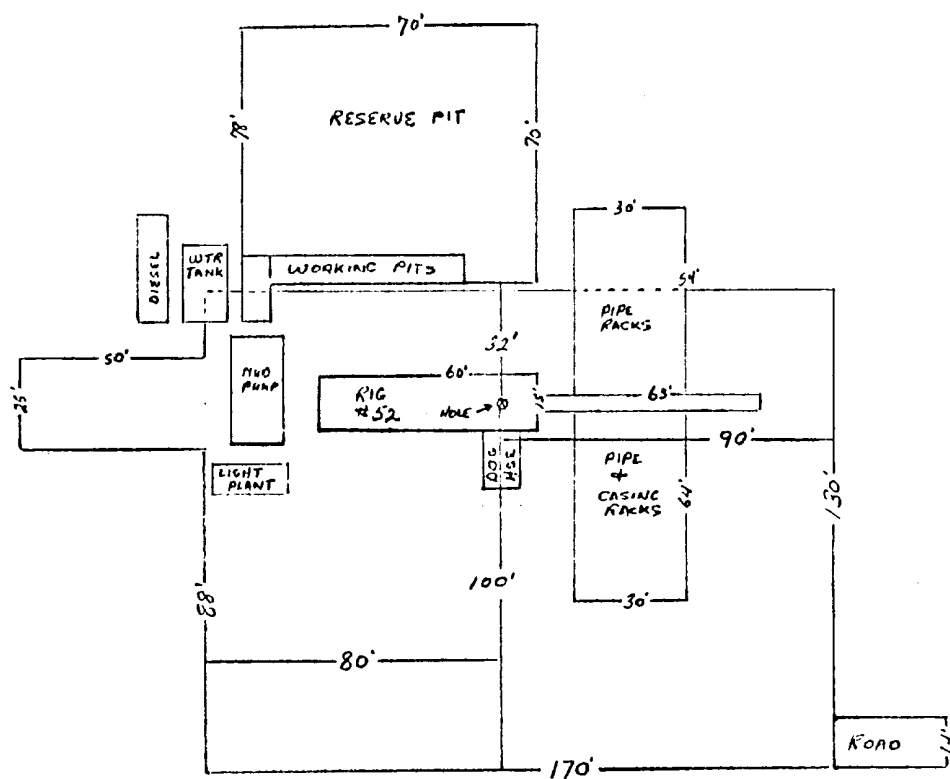 70'
78'
RESERVE PIT
70'
30'
DIESEL
WTR
TANK
WORKING PITS
54'
PIPE
RACKS
32'
50'
25'
MUD
PUMP
60'
RIG
#52
HOLE
15'
63'
90'
LIGHT
PLANT
DOG
HSE
PIPE
+
CASING
RACKS
64'
130'
88'
100'
30'
80'
ROAD
170'